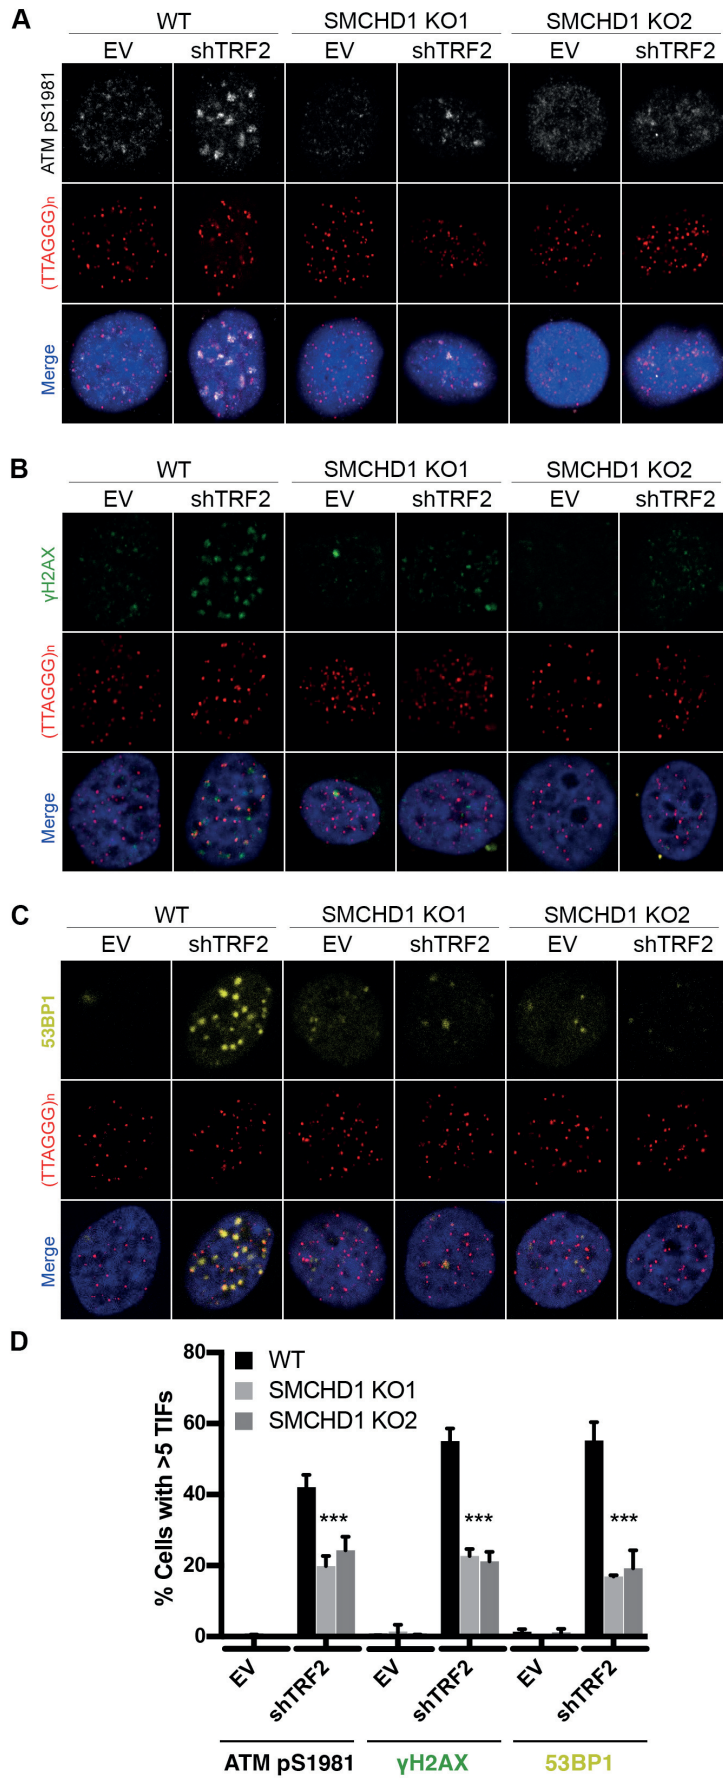 A
WT SMCHD1 KO1 SMCHD1 KO2
EV shTRF2 EV shTRF2 EV shTRF2
ATM pS1981
(TTAGGG)n
Merge
B
WT SMCHD1 KO1 SMCHD1 KO2
EV shTRF2 EV shTRF2 EV shTRF2
γH2AX
(TTAGGG)n
Merge
C
WT SMCHD1 KO1 SMCHD1 KO2
EV shTRF2 EV shTRF2 EV shTRF2
53BP1
(TTAGGG)n
Merge
D
% Cells with >5 TIFs
80
60
40
20
0
WT
SMCHD1 KO1
SMCHD1 KO2
*** *** ***
EV shTRF2 EV shTRF2 EV shTRF2
ATM pS1981 γH2AX 53BP1